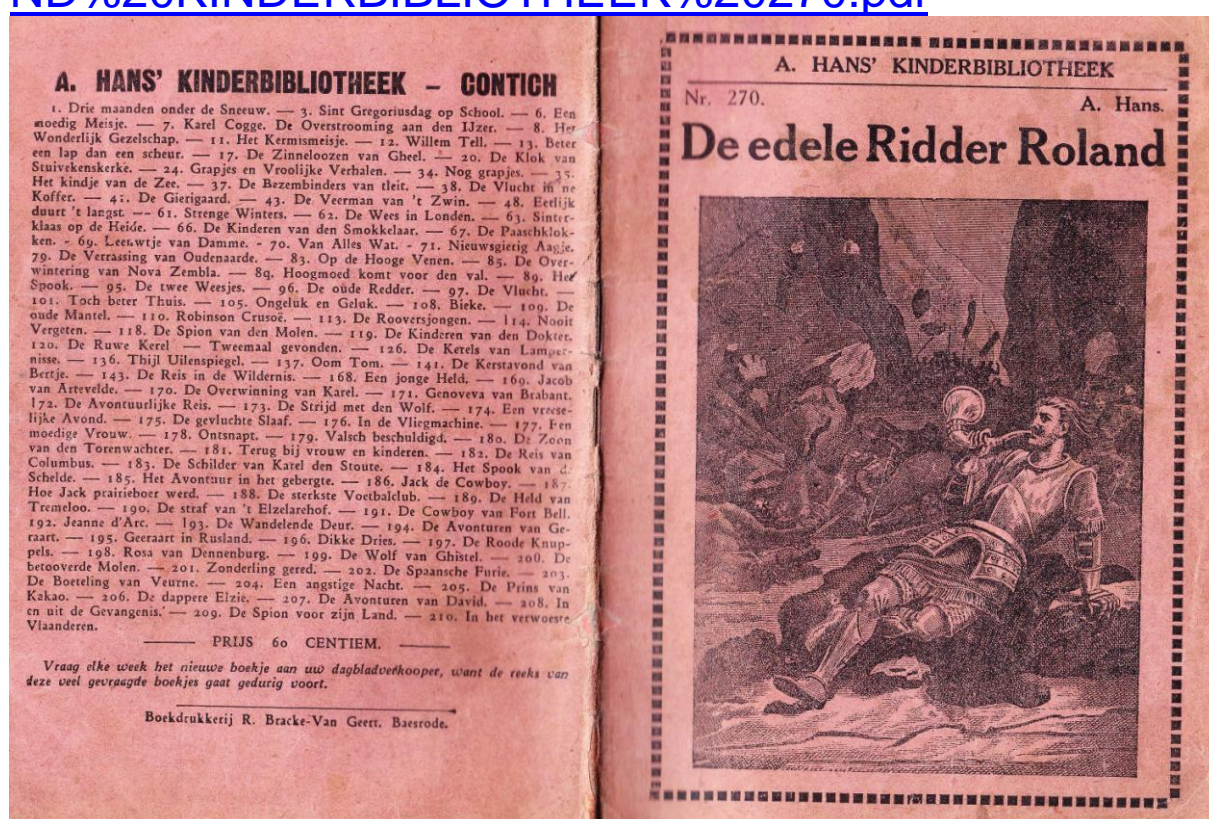 ND%20KINDERBIBLIOTHEEK%20270.pdf
A. HANS' KINDERBIBLIOTHEEK – CONTICH
1. Drie maanden onder de Sneeuw. — 3. Sint Gregoriusdag op School. — 6. Een
moedig Meisje. — 7. Karel Cogge. De Overstrooming aan den IJzer. — 8. Het
Wonderlijk Gezelschap. — 11. Het Kermismeisje. — 12. Willem Tell. — 13. Beter
een lap dan een scheur. — 17. De Zinneloozen van Gheel. — 20. De Klok van
Stuivekenskerke. — 24. Grapjes en Vroolijke Verhalen. — 34. Nog grapjes. — 35.
Het kindje van de Zee. — 37. De Bezembinders van tleit. — 38. De Vlucht in 'ne
Koffer. — 41. De Gierigaard. — 43. De Veerman van 't Zwin. — 48. Eerlijk
duurt 't langst. -- 61. Strenge Winters. — 62. De Wees in Londen. — 63. Sinter-
klaas op de Heide. — 66. De Kinderen van den Smokkelaar. — 67. De Paaschklok-
ken. - 69. Leeuwtje van Damme. - 70. Van Alles Wat. - 71. Nieuwsgierig Aagje.
79. De Verrassing van Oudenaarde. — 83. Op de Hooge Venen. — 85. De Over-
wintering van Nova Zembla. — 89. Hoogmoed komt voor den val. — 89. Het
Spook. — 95. De twee Weesjes. — 96. De oude Redder. — 97. De Vlucht. —
101. Toch beter Thuis. — 105. Ongeluk en Geluk. — 108. Bieke. — 109. De
oude Mantel. — 110. Robinson Crusoë. — 113. De Rooversjongen. — 114. Nooit
Vergeten. — 118. De Spion van den Molen. — 119. De Kinderen van den Dokter.
120. De Ruwe Kerel — Tweemaal gevonden. — 126. De Kerels van Lamper-
nisse. — 136. Thijl Uilenspiegel. — 137. Oom Tom. — 141. De Kerstavond van
Bertje. — 143. De Reis in de Wildernis. — 168. Een jonge Held. — 169. Jacob
van Artevelde. — 170. De Overwinning van Karel. — 171. Genoveva van Brabant.
172. De Avontuurlijke Reis. — 173. De Strijd met den Wolf. — 174. Een vreese-
lijke Avond. — 175. De gevluchte Slaaf. — 176. In de Vliegmachine. — 177. Een
moedige Vrouw. — 178. Ontsnapt. — 179. Valsch beschuldigd. — 180. De Zoon
van den Torenwachter. — 181. Terug bij vrouw en kinderen. — 182. De Reis van
Columbus. — 183. De Schilder van Karel den Stoute. — 184. Het Spook van de
Schelde. — 185. Het Avontuur in het gebergte. — 186. Jack de Cowboy. — 187.
Hoe Jack prairieboer werd. — 188. De sterkste Voetbalclub. — 189. De Held van
Tremeloo. — 190. De straf van 't Elzelarehof. — 191. De Cowboy van Fort Bell.
192. Jeanne d'Arc. — 193. De Wandelende Deur. — 194. De Avonturen van Ge-
raart. — 195. Geeraart in Rusland. — 196. Dikke Dries. — 197. De Roode Knup-
pels. — 198. Rosa van Dennenburg. — 199. De Wolf van Ghistel. — 200. De
betooverde Molen. — 201. Zonderling gered. — 202. De Spaansche Furie. — 203.
De Boeteling van Veurne. — 204. Een angstige Nacht. — 205. De Prins van
Kakao. — 206. De dappere Elzie. — 207. De Avonturen van David. — 208. In
en uit de Gevangenis. — 209. De Spion voor zijn Land. — 210. In het verwoeste
Vlaanderen.
PRIJS 60 CENTIEM.
Vraag elke week het nieuwe boekje aan uw dagbladverkooper, want de reeks van
deze veel gevraagde boekjes gaat gedurig voort.
Boekdrukkerij R. Bracke-Van Geert. Baesrode.
A. HANS' KINDERBIBLIOTHEEK
Nr. 270. A. Hans.
De edele Ridder Roland